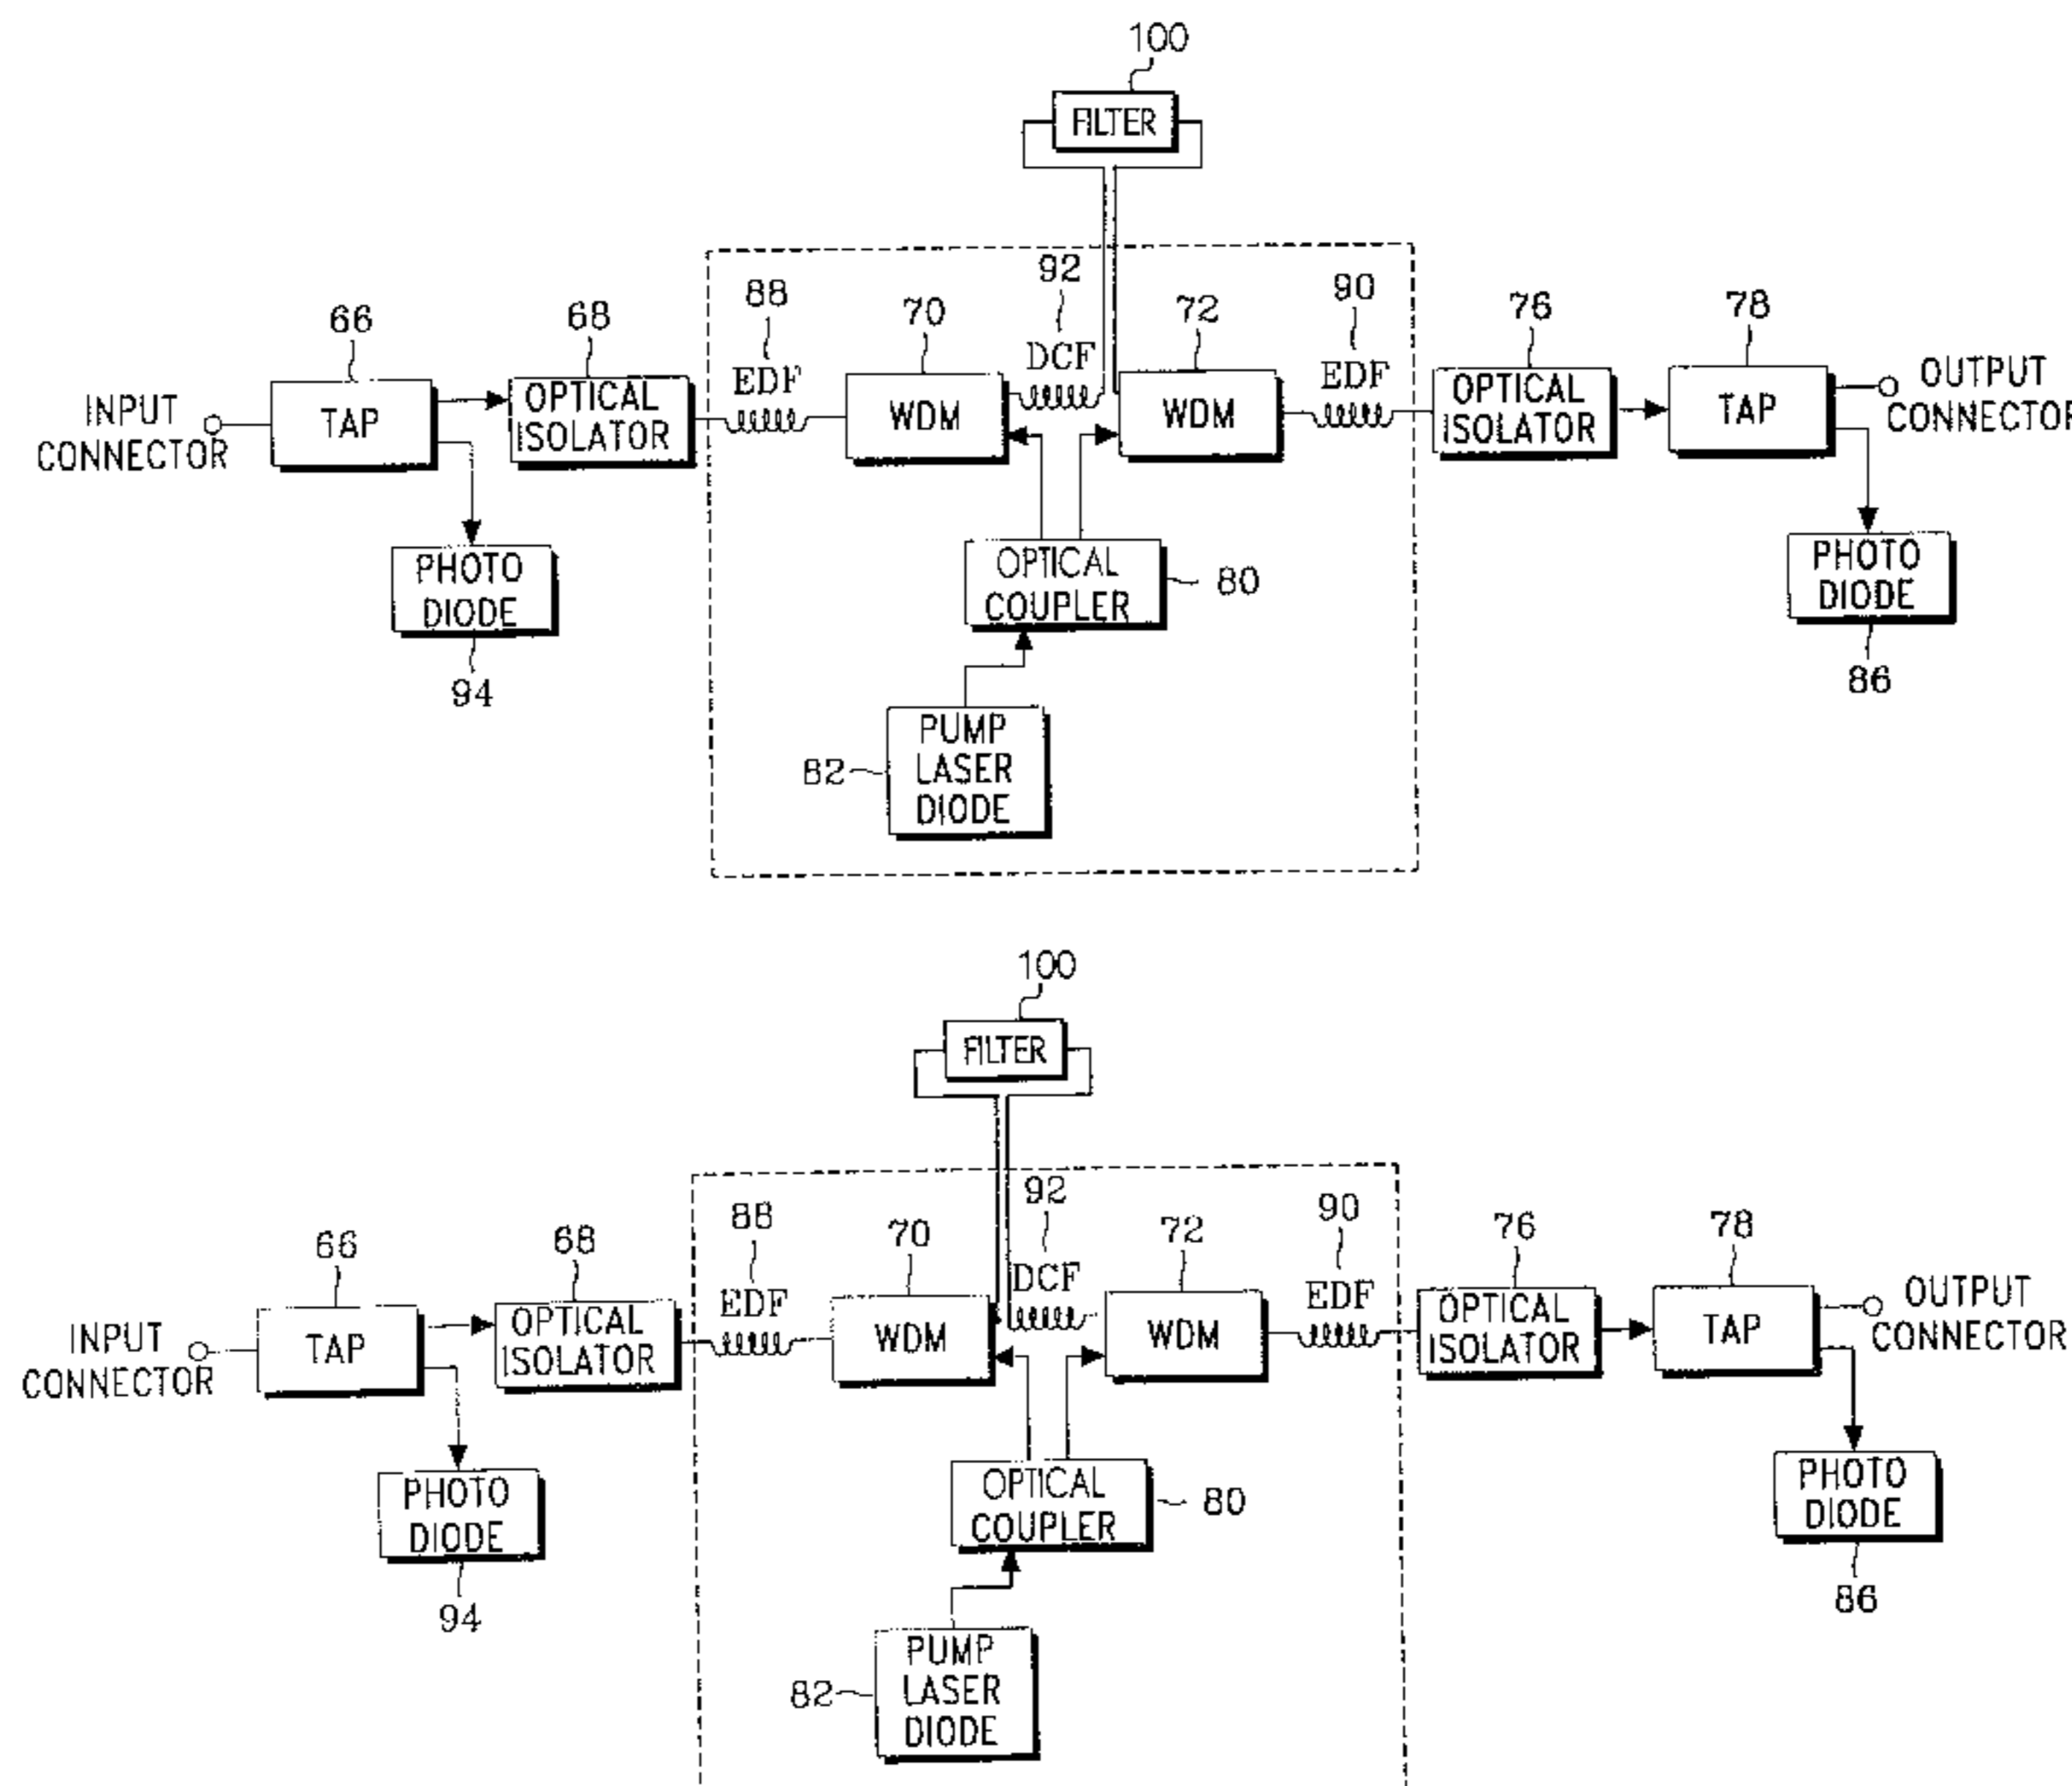 100
FILTER
92
88
90
70
72
76
78
66
68
DCF
EDF
EDF
INPUT
CONNECTOR
TAP
OPTICAL
ISOLATOR
WDM
WDM
OPTICAL
ISOLATOR
TAP
OUTPUT
CONNECTOR
PHOTO
DIODE
94
OPTICAL
COUPLER
80
PHOTO
DIODE
86
PUMP
LASER
DIODE
82
100
FILTER
92
88
90
70
72
76
78
66
68
DCF
EDF
EDF
INPUT
CONNECTOR
TAP
OPTICAL
ISOLATOR
WDM
WDM
OPTICAL
ISOLATOR
TAP
OUTPUT
CONNECTOR
PHOTO
DIODE
94
OPTICAL
COUPLER
80
PHOTO
DIODE
86
PUMP
LASER
DIODE
82